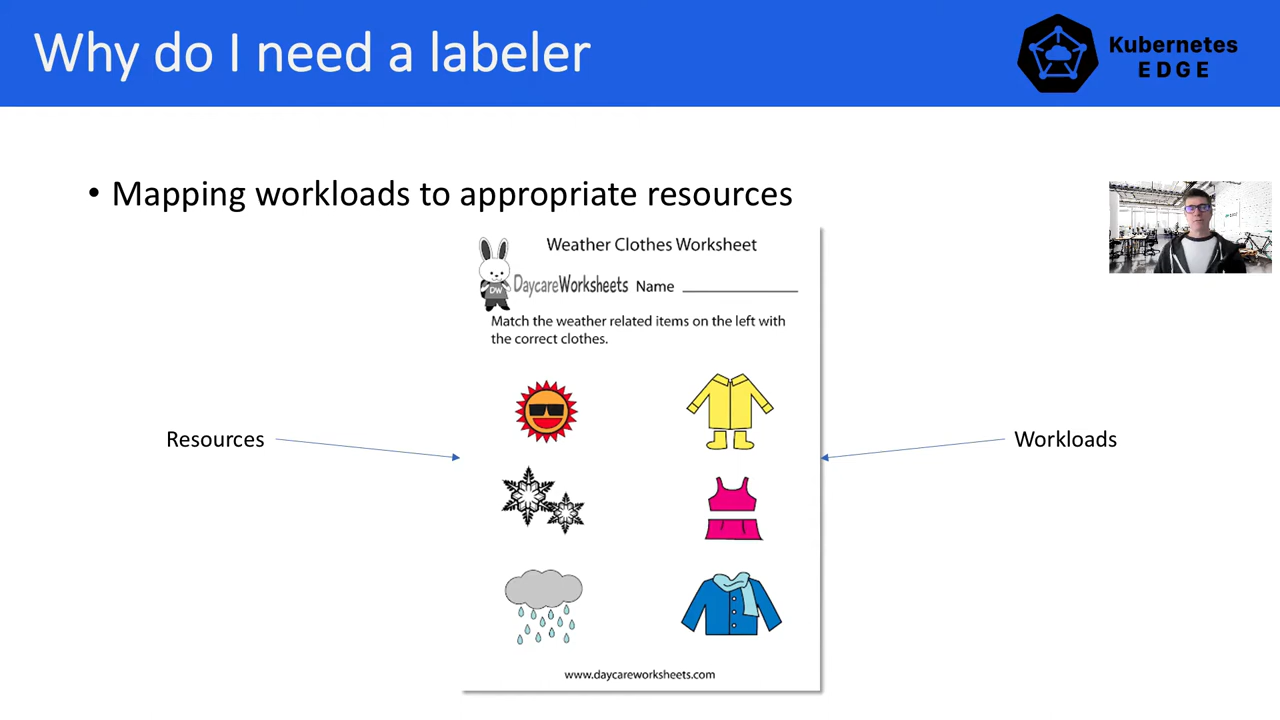 Why do I need a labeler
Kubernetes
EDGE
• Mapping workloads to appropriate resources
Weather Clothes Worksheet
DW
DaycareWorksheets
Name
Match the weather related items on the left with
the correct clothes.
Resources
Workloads
www.daycareworksheets.com